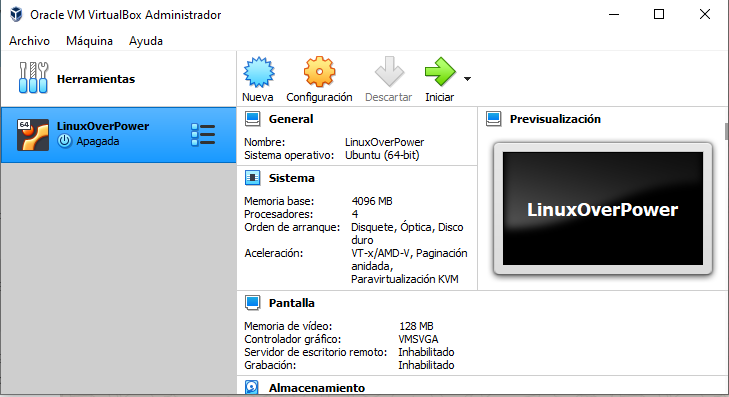 Oracle VM VirtualBox Administrador
Archivo Máquina Ayuda
Herramientas
Nueva Configuración Descartar Iniciar
64
LinuxOverPower
Apagada
General
Nombre: LinuxOverPower
Sistema operativo: Ubuntu (64-bit)
Sistema
Memoria base: 4096 MB
Procesadores: 4
Orden de arranque: Disquete, Óptica, Disco
duro
Aceleración: VT-x/AMD-V, Paginación
anidada,
Paravirtualización KVM
Previsualización
LinuxOverPower
Pantalla
Memoria de vídeo: 128 MB
Controlador gráfico: VMSVGA
Servidor de escritorio remoto: Inhabilitado
Grabación: Inhabilitado
Almacenamiento